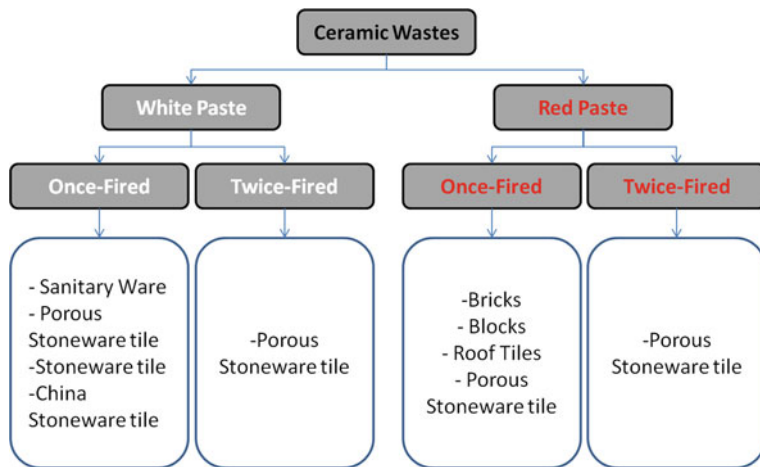 Ceramic Wastes
White Paste
Red Paste
Once-Fired
Twice-Fired
Once-Fired
Twice-Fired
- Sanitary Ware
- Porous
Stoneware tile
-Stoneware tile
-China
Stoneware tile
-Porous
Stoneware tile
-Bricks
- Blocks
- Roof Tiles
- Porous
Stoneware tile
-Porous
Stoneware tile